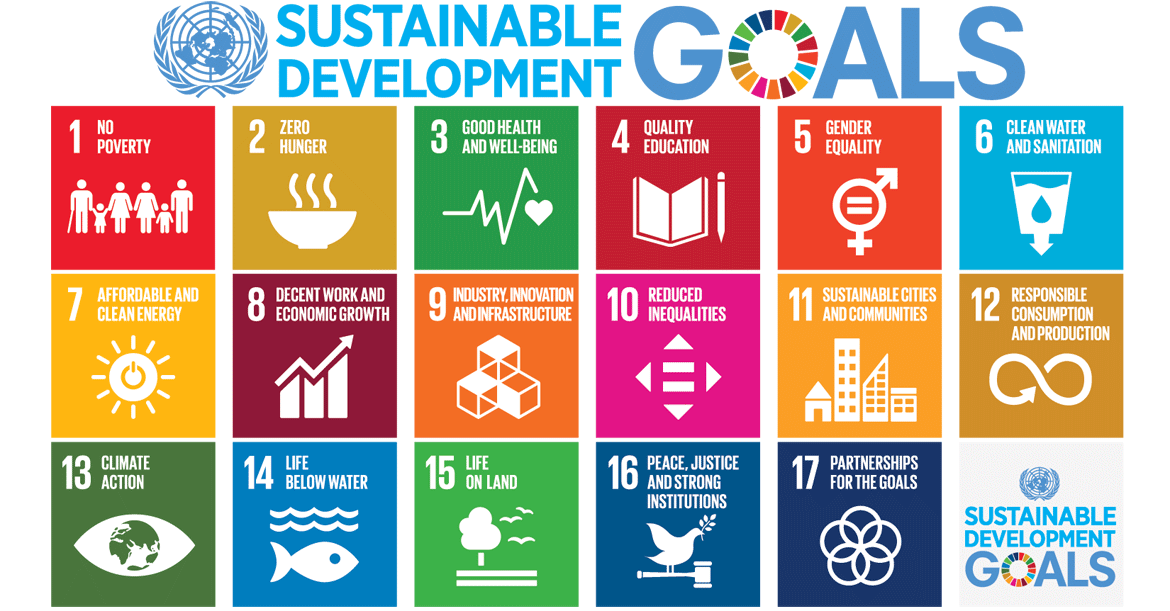 SUSTAINABLE
DEVELOPMENT
GOALS
1 NO
POVERTY
2 ZERO
HUNGER
3 GOOD HEALTH
AND WELL-BEING
4 QUALITY
EDUCATION
5 GENDER
EQUALITY
6 CLEAN WATER
AND SANITATION
7 AFFORDABLE AND
CLEAN ENERGY
8 DECENT WORK AND
ECONOMIC GROWTH
9 INDUSTRY, INNOVATION
AND INFRASTRUCTURE
10 REDUCED
INEQUALITIES
11 SUSTAINABLE CITIES
AND COMMUNITIES
12 RESPONSIBLE
CONSUMPTION
AND PRODUCTION
13 CLIMATE
ACTION
14 LIFE
BELOW WATER
15 LIFE
ON LAND
16 PEACE, JUSTICE
AND STRONG
INSTITUTIONS
17 PARTNERSHIPS
FOR THE GOALS
SUSTAINABLE
DEVELOPMENT
GOALS